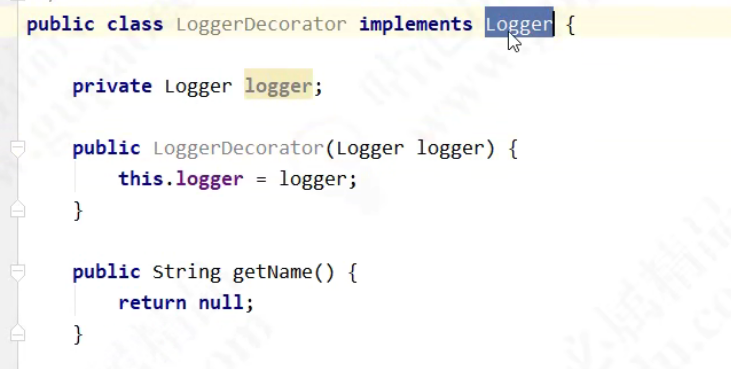 public class LoggerDecorator implements Logger {
private Logger logger;
public LoggerDecorator(Logger logger) {
this.logger = logger;
}
public String getName() {
return null;
}